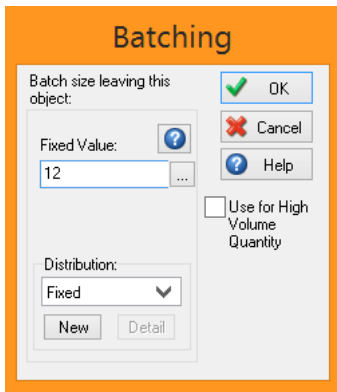 Batching
Batch size leaving this
object:
OK
Cancel
Help
Fixed Value:
12
...
Use for High
Volume
Quantity
Distribution:
Fixed
New
Detail